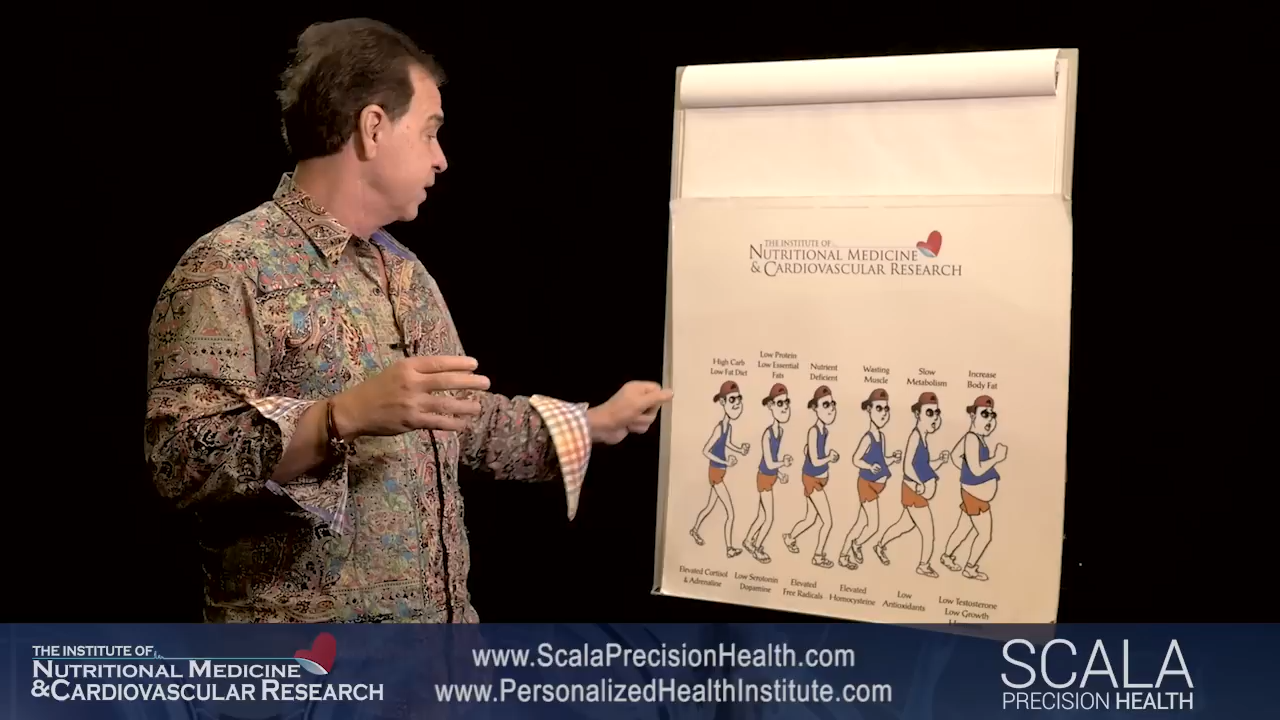 THE INSTITUTE OF
NUTRITIONAL MEDICINE
& CARDIOVASCULAR RESEARCH
High Carb
Low Fat Diet
Low Protein
Low Essential
Fats
Nutrient
Deficient
Wasting
Muscle
Slow
Metabolism
Increase
Body Fat
Elevated Cortisol
& Adrenaline
Low Serotonin
Dopamine
Elevated
Free Radicals
Elevated
Homocysteine
Low
Antioxidants
Low Testosterone
Low Growth
THE INSTITUTE OF
NUTRITIONAL MEDICINE
&CARDIOVASCULAR RESEARCH
www.ScalaPrecisionHealth.com
www.PersonalizedHealthInstitute.com
SCALA
PRECISION HEALTH